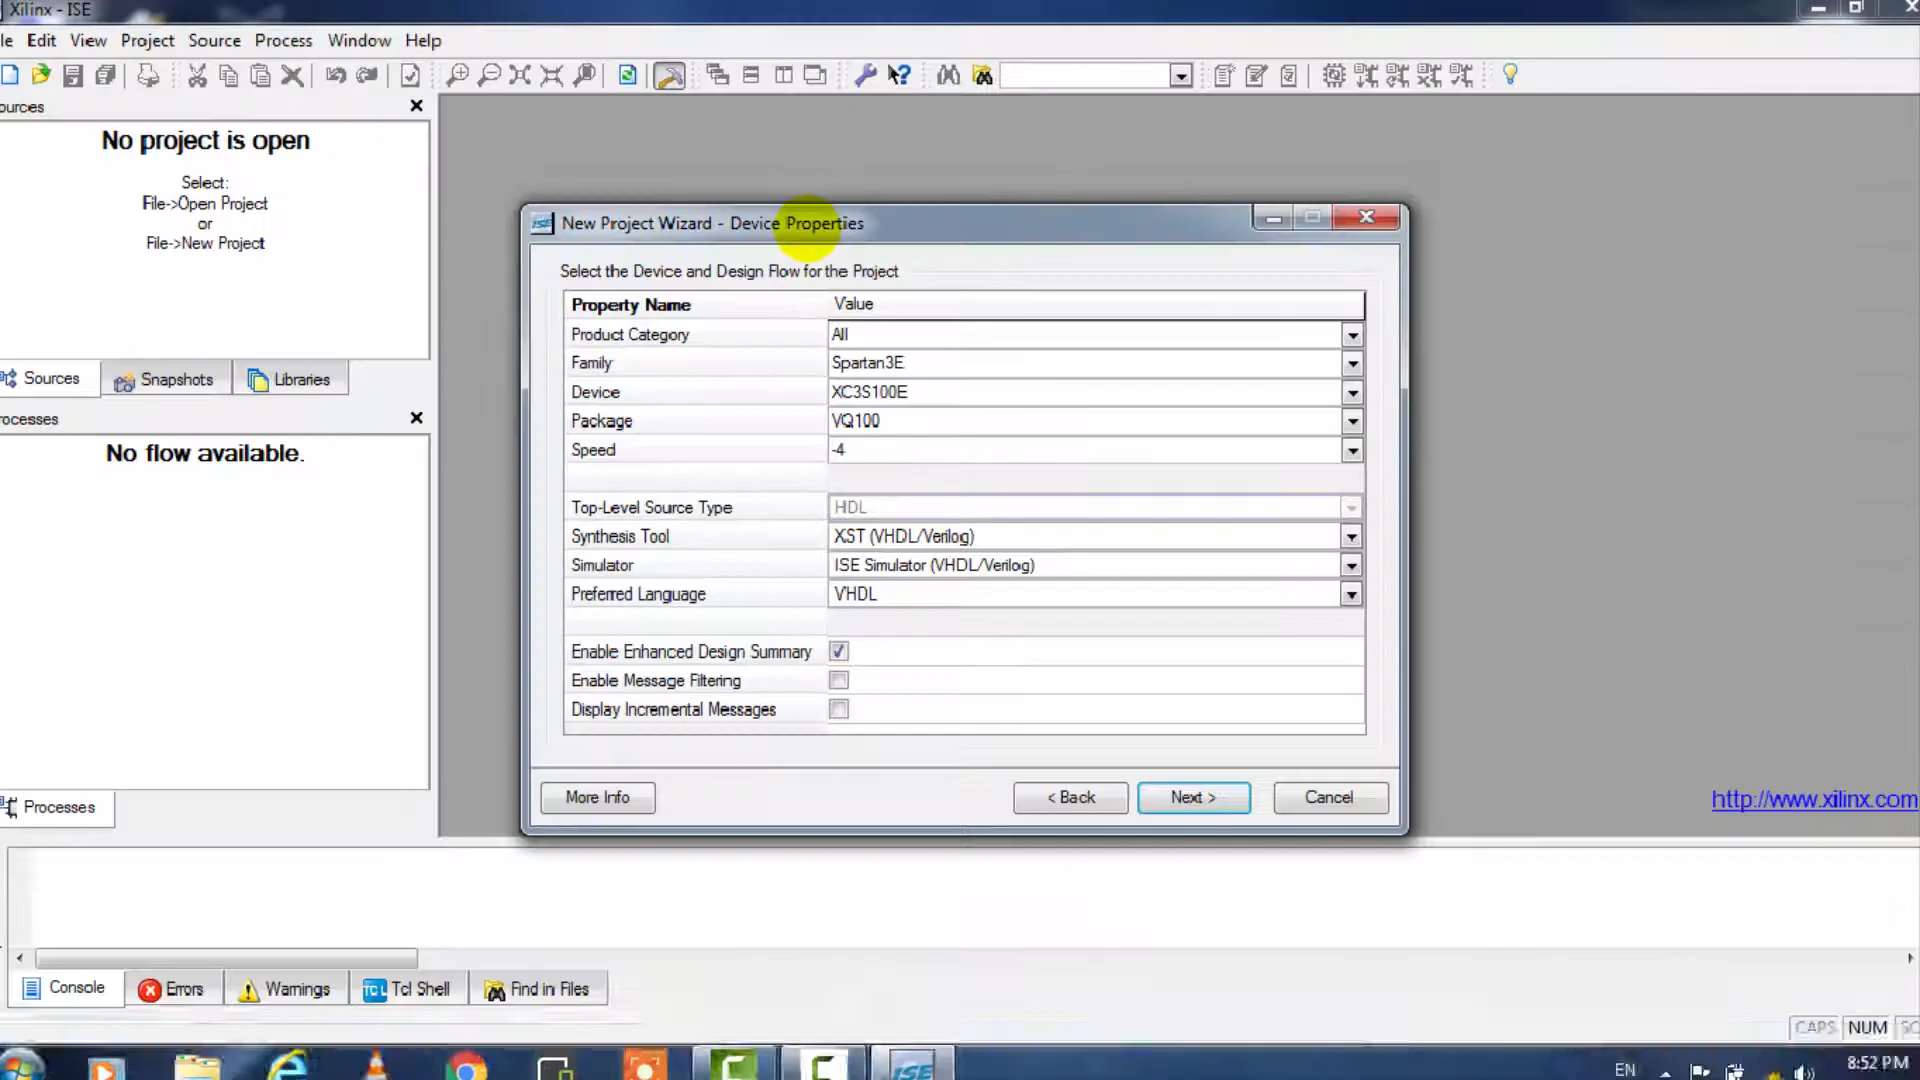 Xilinx - ISE
le Edit View Project Source Process Window Help
ources
No project is open
Select:
File->Open Project
or
File->New Project
Sources Snapshots Libraries
rocesses
No flow available.
Processes
New Project Wizard - Device Properties
Select the Device and Design Flow for the Project
Property Name Value
Product Category All
Family Spartan3E
Device XC3S100E
Package VQ100
Speed -4
Top-Level Source Type HDL
Synthesis Tool XST (VHDL/Verilog)
Simulator ISE Simulator (VHDL/Verilog)
Preferred Language VHDL
Enable Enhanced Design Summary
Enable Message Filtering
Display Incremental Messages
More Info < Back Next > Cancel
http://www.xilinx.com
Console Errors Warnings TCL Tcl Shell Find in Files
CAPS NUM SC
ISE EN 8:52 PM